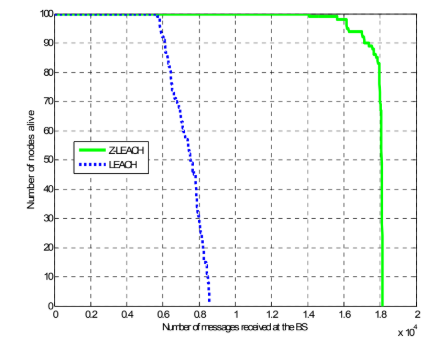 100
90
80
70
60
50
40
30
20
10
0
Number of nodes alive
Z-LEACH
LEACH
0 0.2 0.4 0.6 0.8 1 1.2 1.4 1.6 1.8 2
Number of messages received at the BS
x 10^4